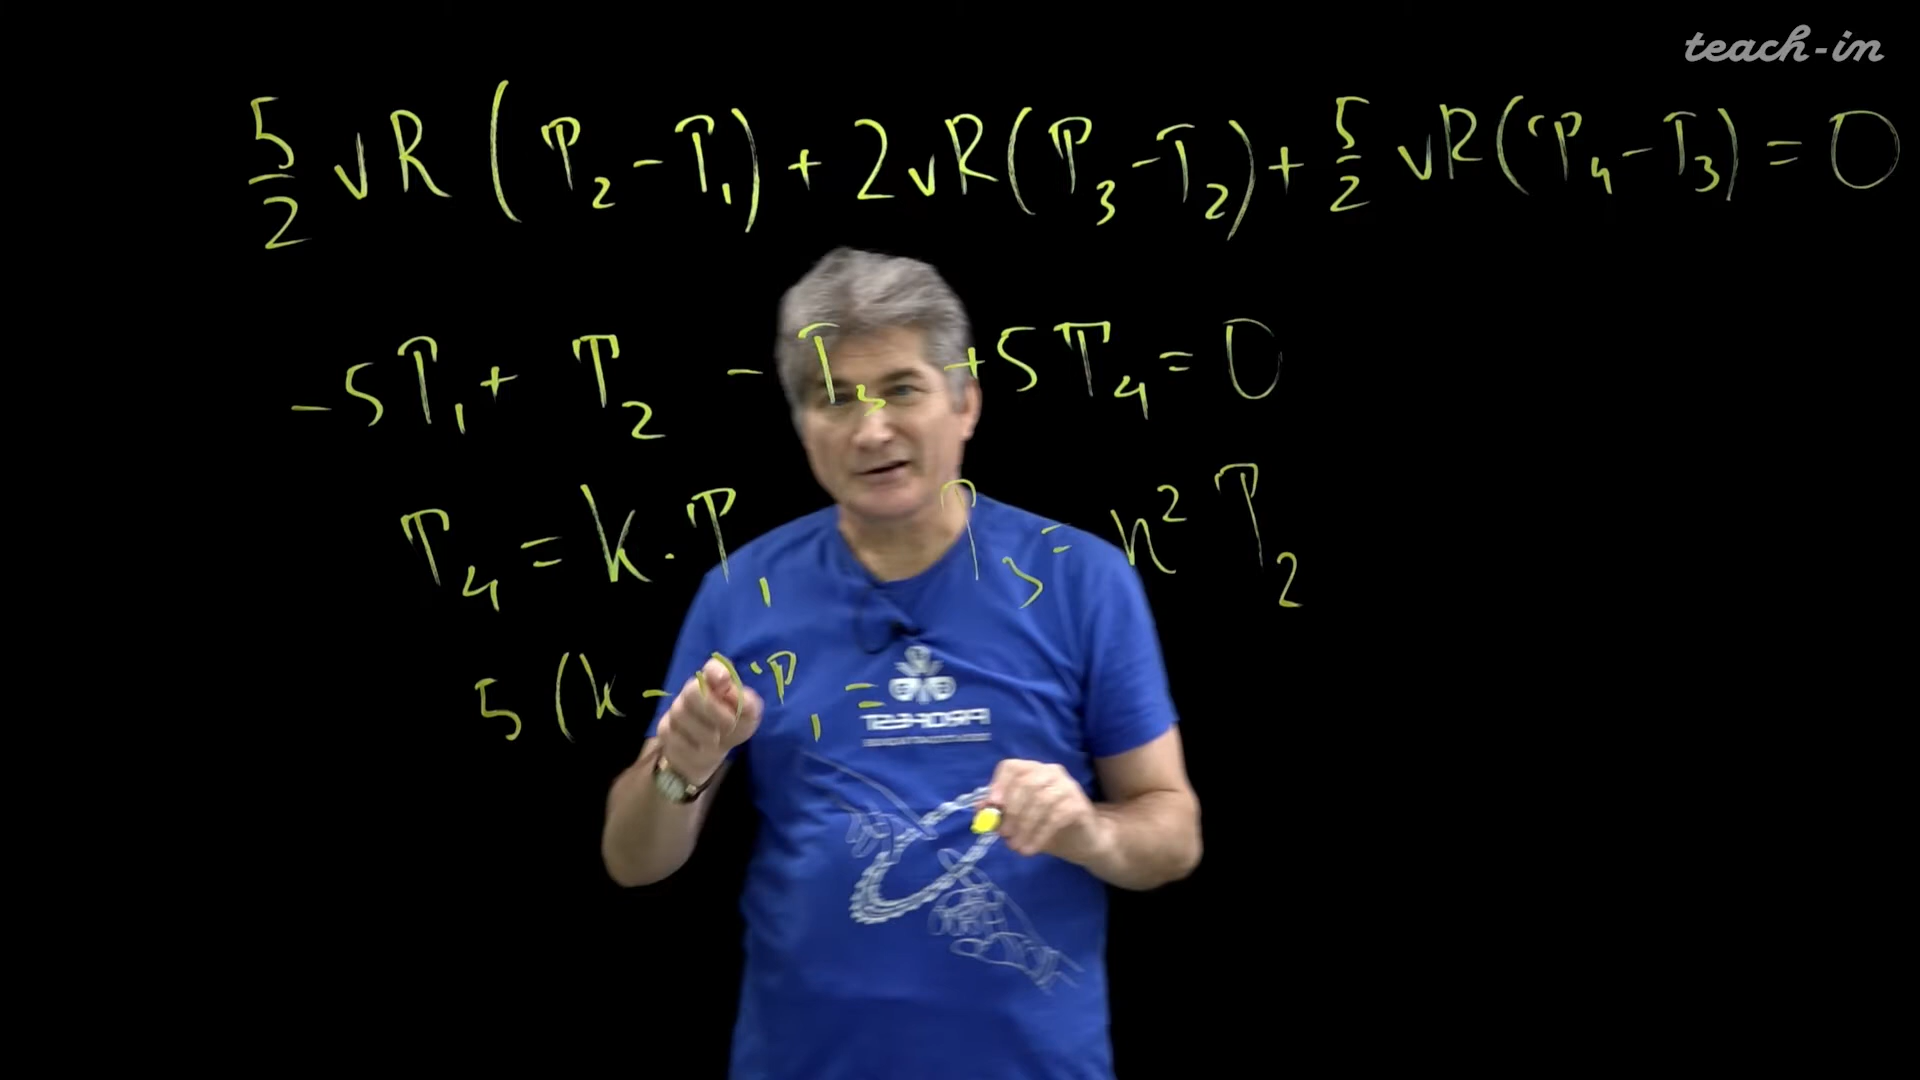 teach-in
5/2 νR (T₂ - T₁) + 2νR (T₃ - T₂) + 5/2 νR (T₄ - T₃) = 0
-5T₁ + T₂ - T₃ + 5T₄ = 0
T₄ = k · T₁ T₃ = n² T₂
5 (k - 1) T₁ =